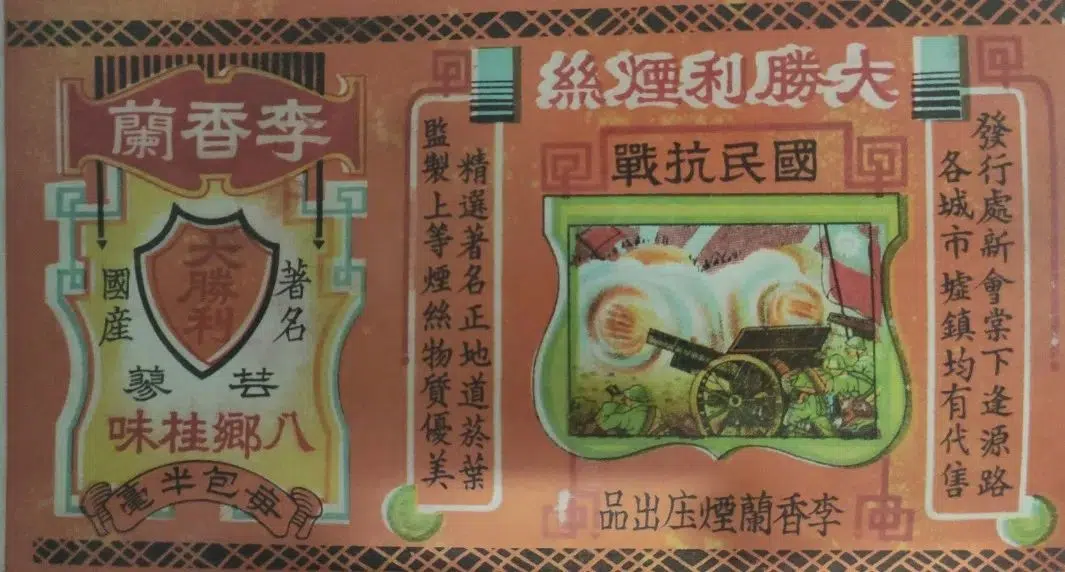 發行處新會棠下逢源路
各城市墟鎮均有代售
大勝利煙絲
國民抗戰
李香蘭煙庄出品
精選著名正地道菸葉
監製上等煙絲物質優美
李香蘭
大勝利
著名
國産
芸蓼
八鄉桂味
每包半毫